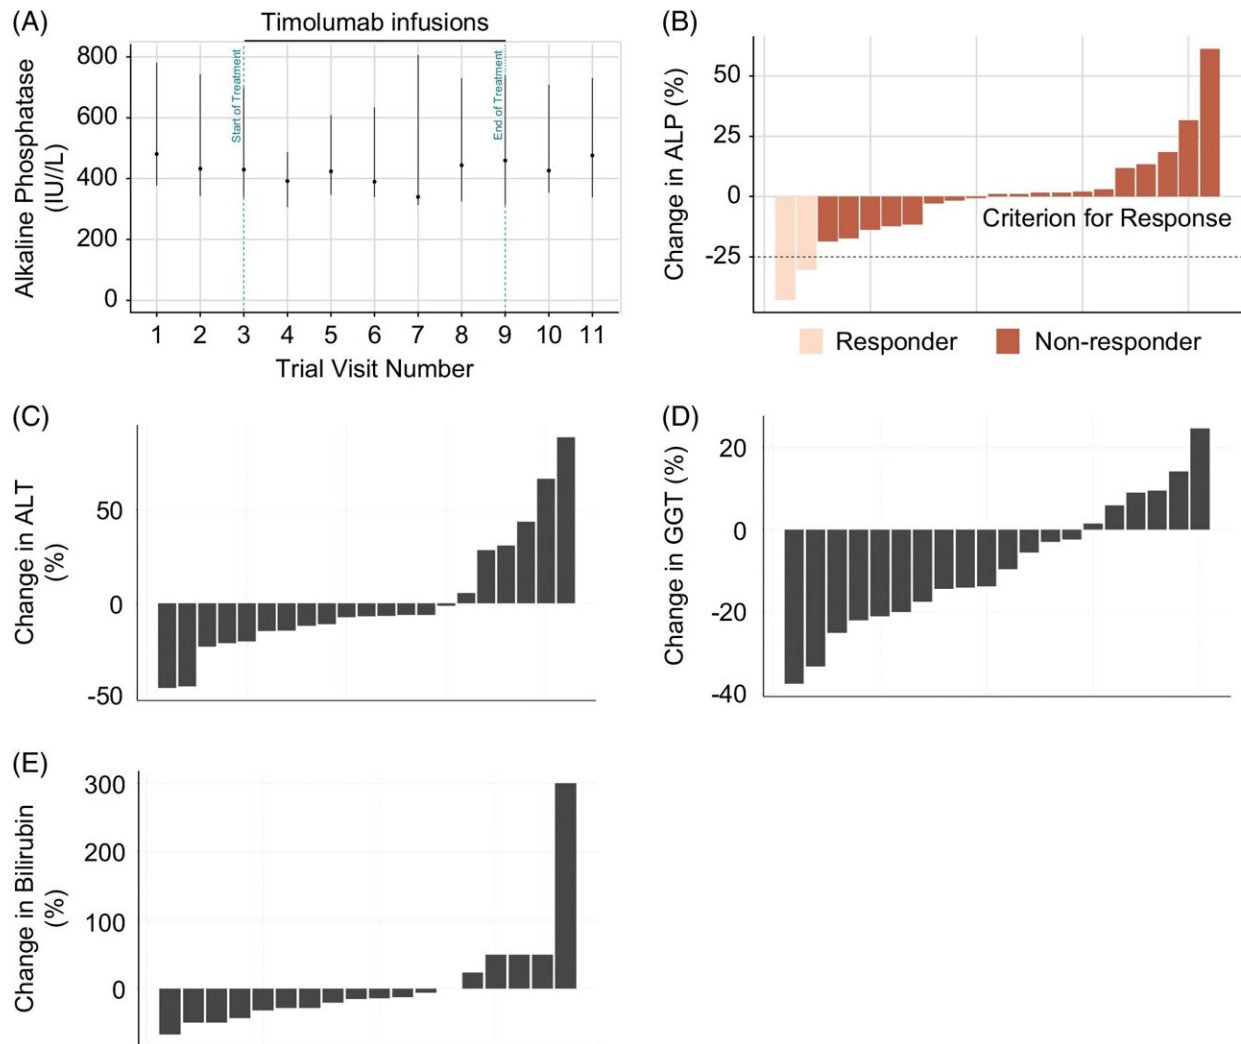 (A)
Timolumab infusions
Alkaline Phosphatase
(IU//L)
800
600
400
200
0
Start of Treatment
End of Treatment
1 2 3 4 5 6 7 8 9 10 11
Trial Visit Number
(B)
Change in ALP (%)
50
25
0
-25
Criterion for Response
Responder Non-responder
(C)
Change in ALT
(%)
50
0
-50
(D)
Change in GGT (%)
20
0
-20
-40
(E)
Change in Bilirubin
(%)
300
200
100
0